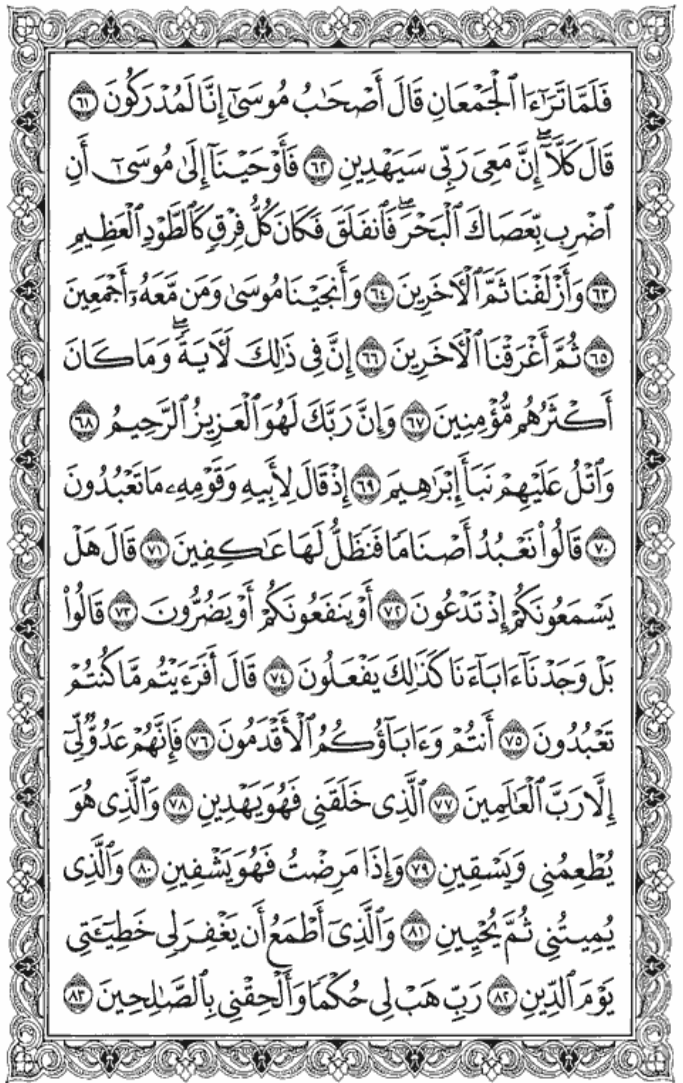 فَلَمَّا تَرَٰٓءَا ٱلْجَمْعَانِ قَالَ أَصْحَٰبُ مُوسَىٰٓ إِنَّا لَمُدْرَكُونَ ٦١
قَالَ كَلَّآۖ إِنَّ مَعِىَ رَبِّى سَيَهْدِينِ ٦٢ فَأَوْحَيْنَآ إِلَىٰ مُوسَىٰٓ أَنِ
ٱضْرِب بِّعَصَاكَ ٱلْبَحْرَۖ فَٱنفَلَقَ فَكَانَ كُلُّ فِرْقٍ كَٱلطَّوْدِ ٱلْعَظِيمِ
٦٣ وَأَزْلَفْنَا ثَمَّ ٱلْءَاخَرِينَ ٦٤ وَأَنجَيْنَا مُوسَىٰ وَمَن مَّعَهُۥٓ أَجْمَعِينَ
٦٥ ثُمَّ أَغْرَقْنَا ٱلْءَاخَرِينَ ٦٦ إِنَّ فِى ذَٰلِكَ لَءَايَةًۖ وَمَا كَانَ
أَكْثَرُهُم مُّؤْمِنِينَ ٦٧ وَإِنَّ رَبَّكَ لَهُوَ ٱلْعَزِيزُ ٱلرَّحِيمُ ٦٨
وَٱتْلُ عَلَيْهِمْ نَبَأَ إِبْرَٰهِيمَ ٦٩ إِذْ قَالَ لِأَبِيهِ وَقَوْمِهِۦ مَا تَعْبُدُونَ
٧٠ قَالُوا۟ نَعْبُدُ أَصْنَامًا فَنَظَلُّ لَهَا عَٰكِفِينَ ٧١ قَالَ هَلْ
يَسْمَعُونَكُمْ إِذْ تَدْعُونَ ٧٢ أَوْ يَنفَعُونَكُمْ أَوْ يَضُرُّونَ ٧٣ قَالُوا۟
بَلْ وَجَدْنَآ ءَابَآءَنَا كَذَٰلِكَ يَفْعَلُونَ ٧٤ قَالَ أَفَرَءَيْتُم مَّا كُنتُمْ
تَعْبُدُونَ ٧٥ أَنتُمْ وَءَابَآؤُكُمُ ٱلْأَقْدَمُونَ ٧٦ فَإِنَّهُمْ عَدُوٌّ لِّىٓ
إِلَّا رَبَّ ٱلْعَٰلَمِينَ ٧٧ ٱلَّذِى خَلَقَنِى فَهُوَ يَهْدِينِ ٧٨ وَٱلَّذِى هُوَ
يُطْعِمُنِى وَيَسْقِينِ ٧٩ وَإِذَا مَرِضْتُ فَهُوَ يَشْفِينِ ٨٠ وَٱلَّذِى
يُمِيتُنِى ثُمَّ يُحْيِينِ ٨١ وَٱلَّذِىٓ أَطْمَعُ أَن يَغْفِرَ لِى خَطِيٓـَٔتِى
يَوْمَ ٱلدِّينِ ٨٢ رَبِّ هَبْ لِى حُكْمًا وَأَلْحِقْنِى بِٱلصَّٰلِحِينَ ٨٣